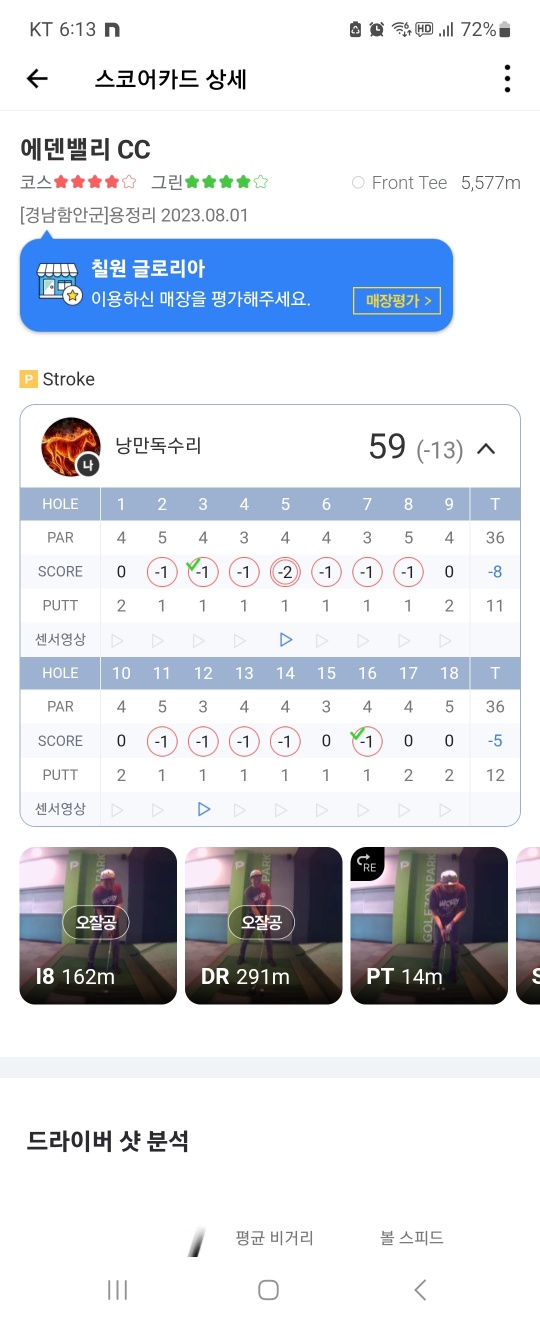 KT 6:13 HD 72%
스코어카드 상세
에덴밸리 CC
코스 그린 Front Tee 5,577m
[경남함안군]용정리 2023.08.01
칠원 글로리아
이용하신 매장을 평가해주세요. 매장평가 >
P Stroke
낭만독수리 59 (-13)
나
HOLE 1 2 3 4 5 6 7 8 9 T
PAR 4 5 4 3 4 4 3 5 4 36
SCORE 0 -1 -1 -1 -2 -1 -1 -1 0 -8
PUTT 2 1 1 1 1 1 1 1 2 11
센서영상
HOLE 10 11 12 13 14 15 16 17 18 T
PAR 4 5 3 4 4 3 4 4 5 36
SCORE 0 -1 -1 -1 -1 0 -1 0 0 -5
PUTT 2 1 1 1 1 1 1 2 2 12
센서영상
오잘공
I8 162m
오잘공
DR 291m
RE
GOLFZON PARK
PT 14m
S
드라이버 샷 분석
평균 비거리 볼 스피드